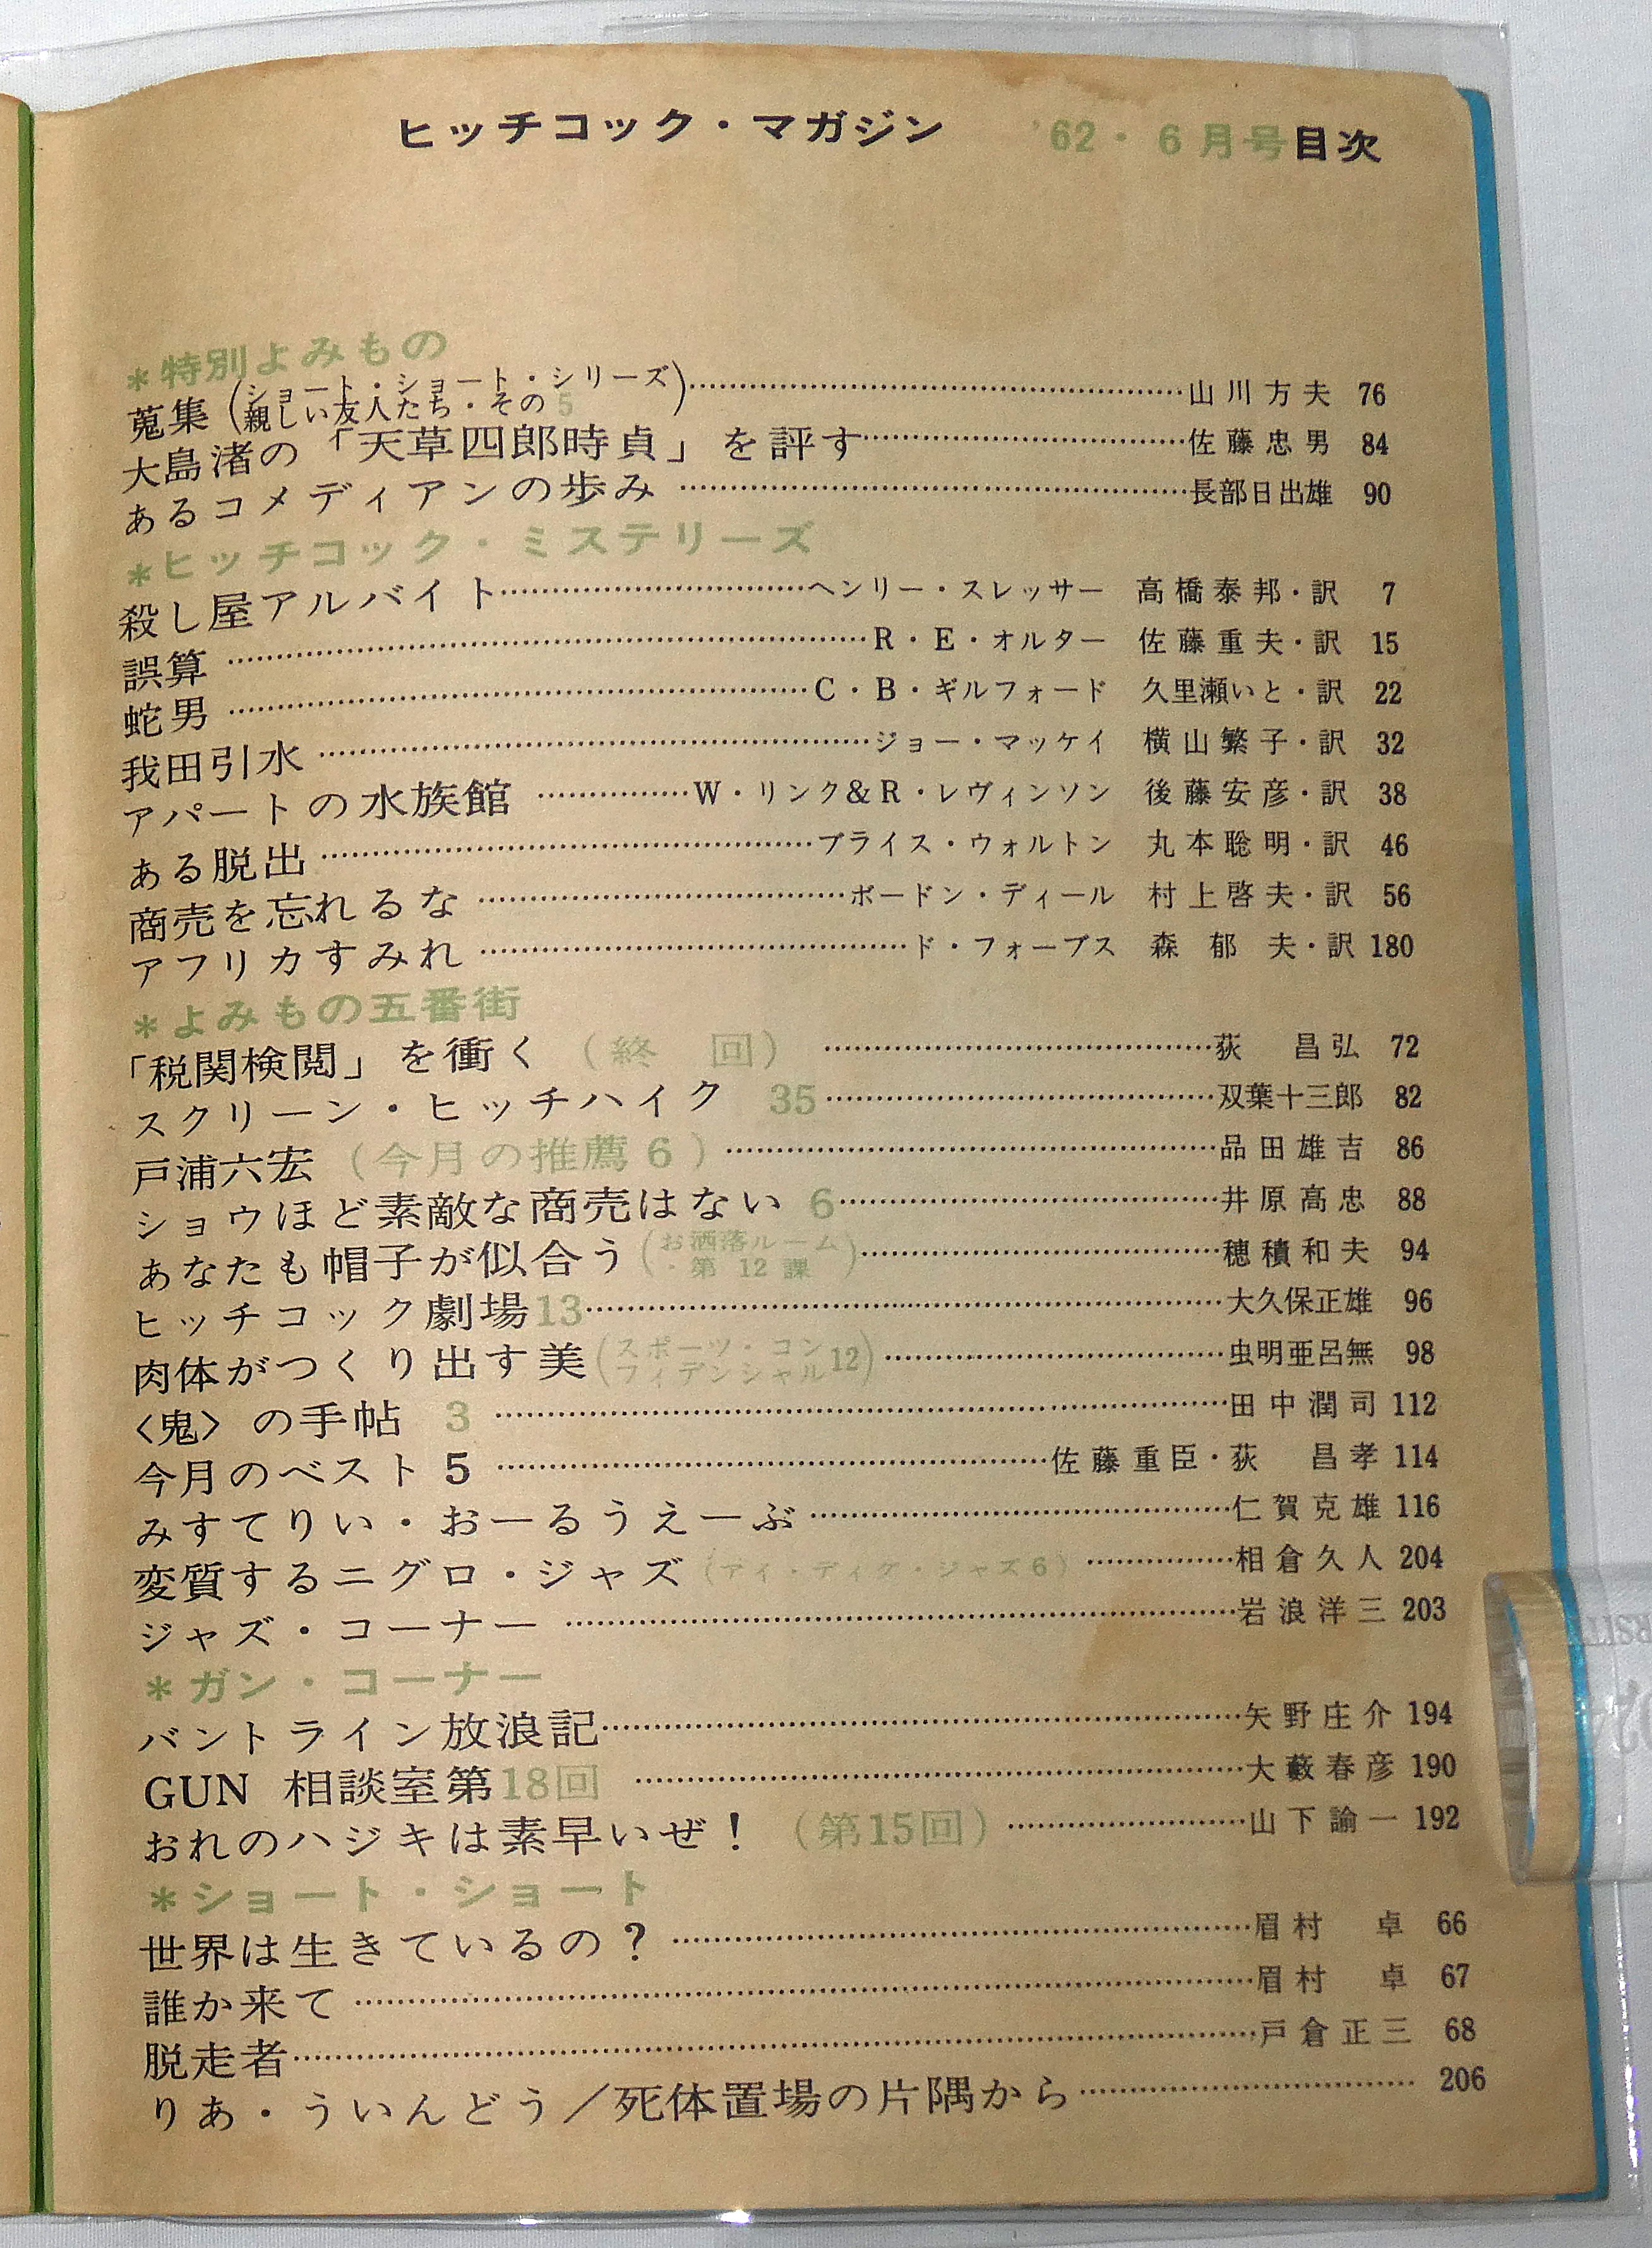 ヒッチコック・マガジン ’62・6月号目次
＊特別よみもの
蒐集（ショート・ショート・シリーズ 親しい友人たち・その5）……山川方夫 76
大島渚の「天草四郎時貞」を評す……佐藤忠男 84
あるコメディアンの歩み……長部日出雄 90
＊ヒッチコック・ミステリーズ
殺し屋アルバイト……ヘンリー・スレッサー 高橋泰邦・訳 7
誤算……R・E・オルター 佐藤重夫・訳 15
蛇男……C・B・ギルフォード 久里瀬いと・訳 22
我田引水……ジョー・マッケイ 横山繁子・訳 32
アパートの水族館……W・リンク&R・レヴィンソン 後藤安彦・訳 38
ある脱出……ブライス・ウォルトン 丸本聡明・訳 46
商売を忘れるな……ボードン・ディール 村上啓夫・訳 56
アフリカすみれ……ド・フォーブス 森郁夫・訳 180
＊よみもの五番街
「税関検閲」を衝く（終 回）……荻 昌弘 72
スクリーン・ヒッチハイク 35……双葉十三郎 82
戸浦六宏（今月の推薦6）……品田雄吉 86
ショウほど素敵な商売はない 6……井原高忠 88
あなたも帽子が似合う（お洒落ルーム・第12課）……穂積和夫 94
ヒッチコック劇場13……大久保正雄 96
肉体がつくり出す美（スポーツ・コンフィデンシャル12）……虫明亜呂無 98
〈鬼〉の手帖 3……田中潤司 112
今月のベスト5……佐藤重臣・荻 昌孝 114
みすてりい・おーるうえーぶ……仁賀克雄 116
変質するニグロ・ジャズ（ティ・ディク・ジャズ6）……相倉久人 204
ジャズ・コーナー……岩浪洋三 203
＊ガン・コーナー
バントライン放浪記……矢野庄介 194
GUN 相談室第18回……大藪春彦 190
おれのハジキは素早いぜ！（第15回）……山下諭一 192
＊ショート・ショート
世界は生きているの？……眉村 卓 66
誰か来て……眉村 卓 67
脱走者……戸倉正三 68
りあ・ういんどう／死体置場の片隅から…… 206